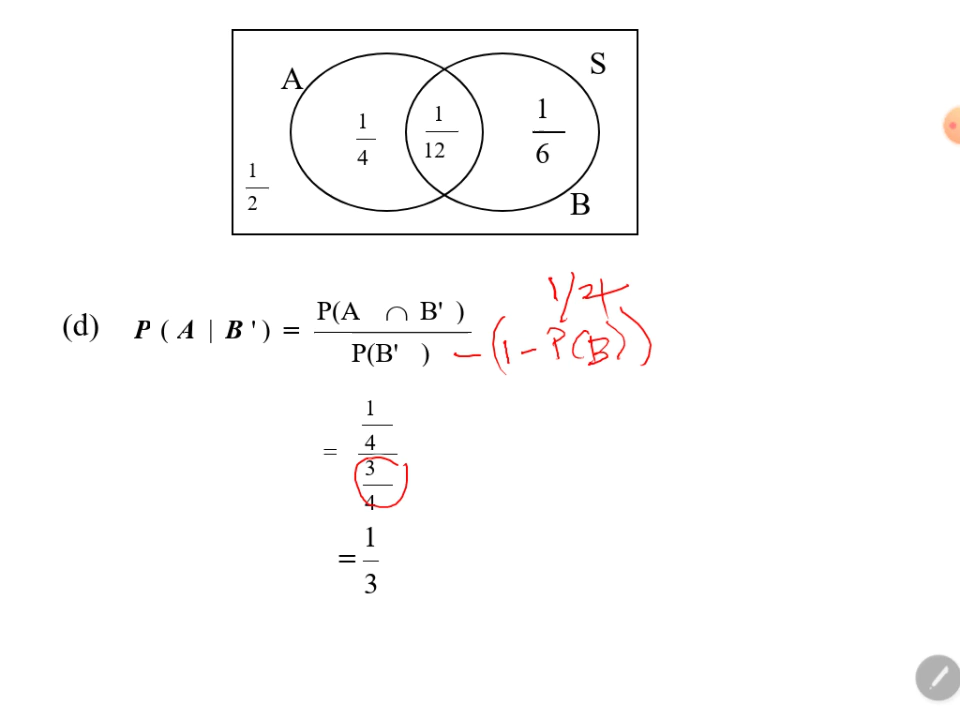 S
A
1/4
1/12
1/6
1/2
B
1/4
(d) P ( A | B ' ) = P(A ∩ B' ) / P(B' ) – (1 – P(B))
= 1/4 / 3/4
= 1/3